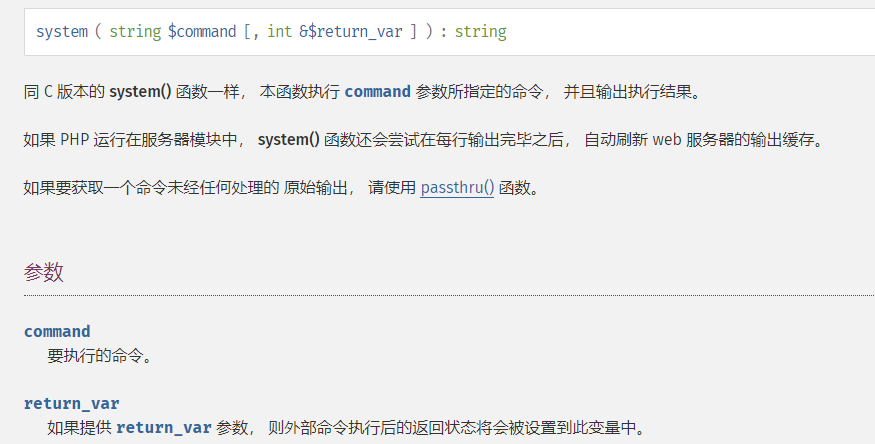 system ( string $command [, int &$return_var ] ) : string
同 C 版本的 system() 函数一样， 本函数执行 command 参数所指定的命令， 并且输出执行结果。
如果 PHP 运行在服务器模块中， system() 函数还会尝试在每行输出完毕之后， 自动刷新 web 服务器的输出缓存。
如果要获取一个命令未经任何处理的 原始输出， 请使用 passthru() 函数。
参数
command
要执行的命令。
return_var
如果提供 return_var 参数， 则外部命令执行后的返回状态将会被设置到此变量中。